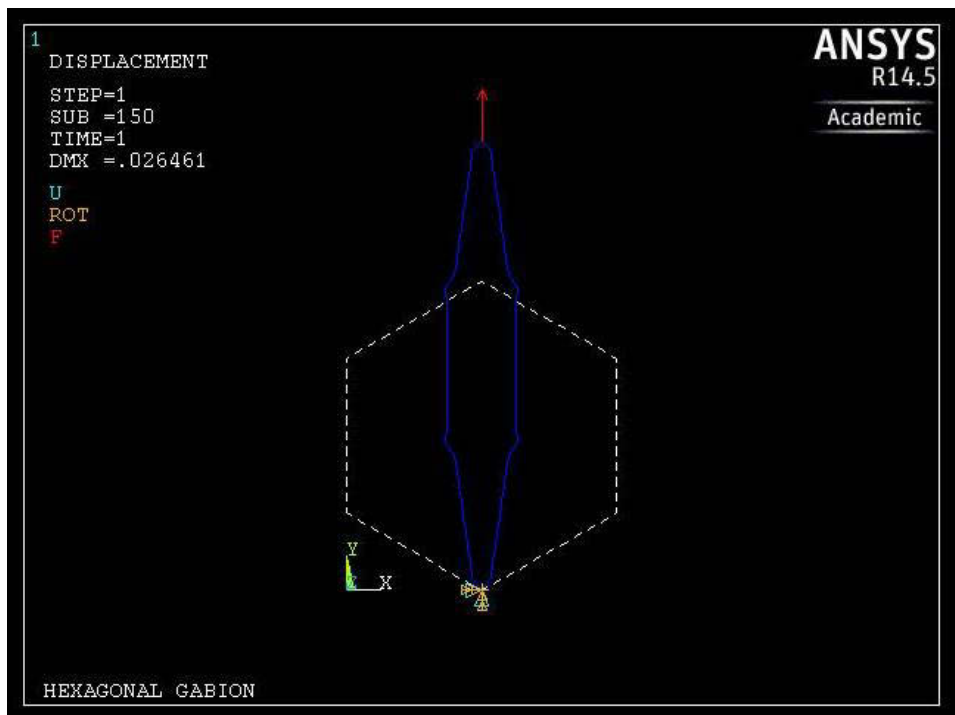 1
DISPLACEMENT
STEP=1
SUB =150
TIME=1
DMX =.026461
U
ROT
F
ANSYS
R14.5
Academic
Y
Z X
HEXAGONAL GABION